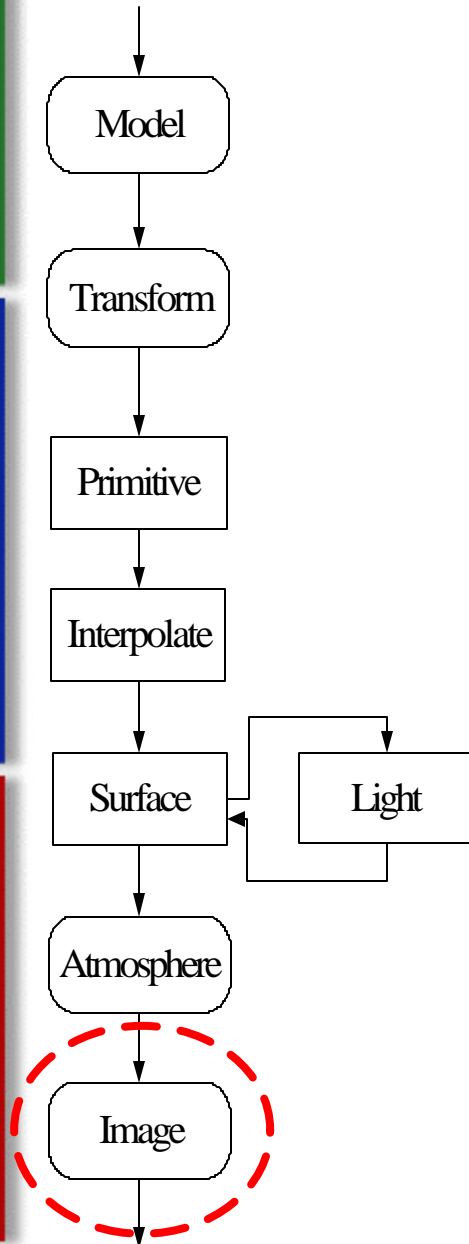 Model
Transform
Primitive
Interpolate
Surface
Light
Atmosphere
Image